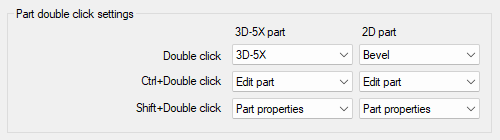 Part double click settings
3D-5X part 2D part
Double click 3D-5X Bevel
Ctrl+Double click Edit part Edit part
Shift+Double click Part properties Part properties